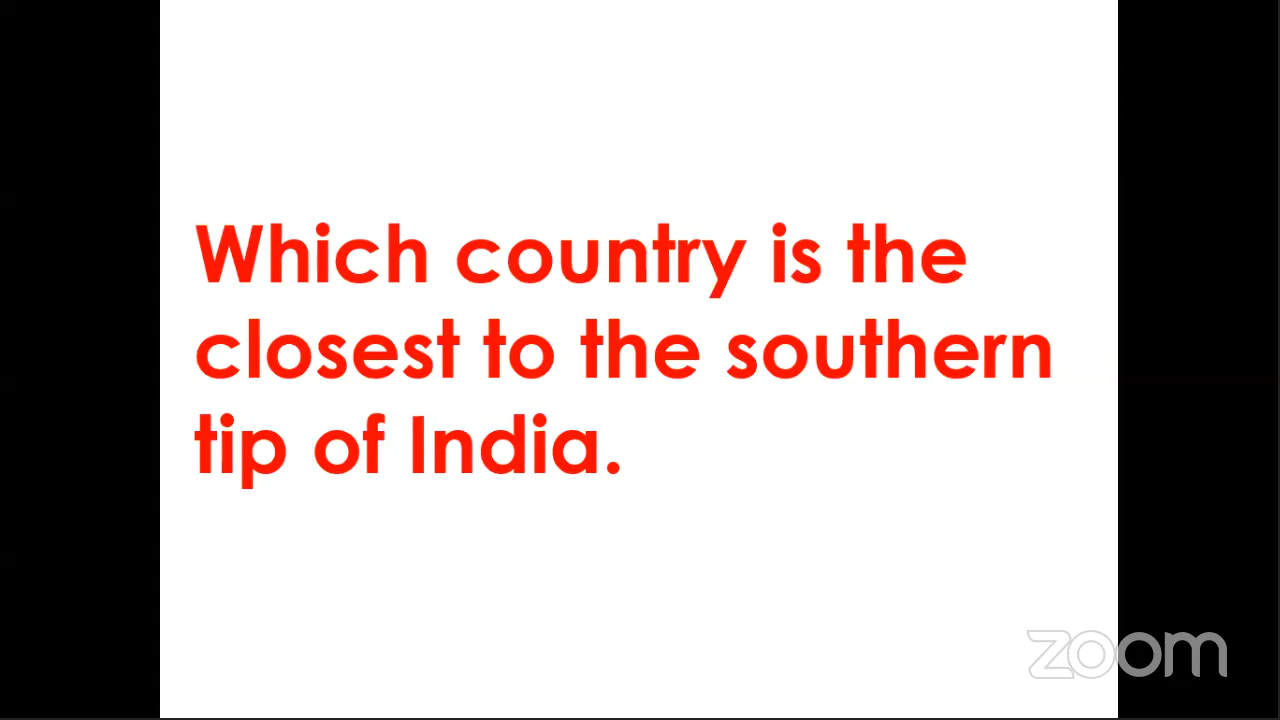 Which country is the
closest to the southern
tip of India.
zoom